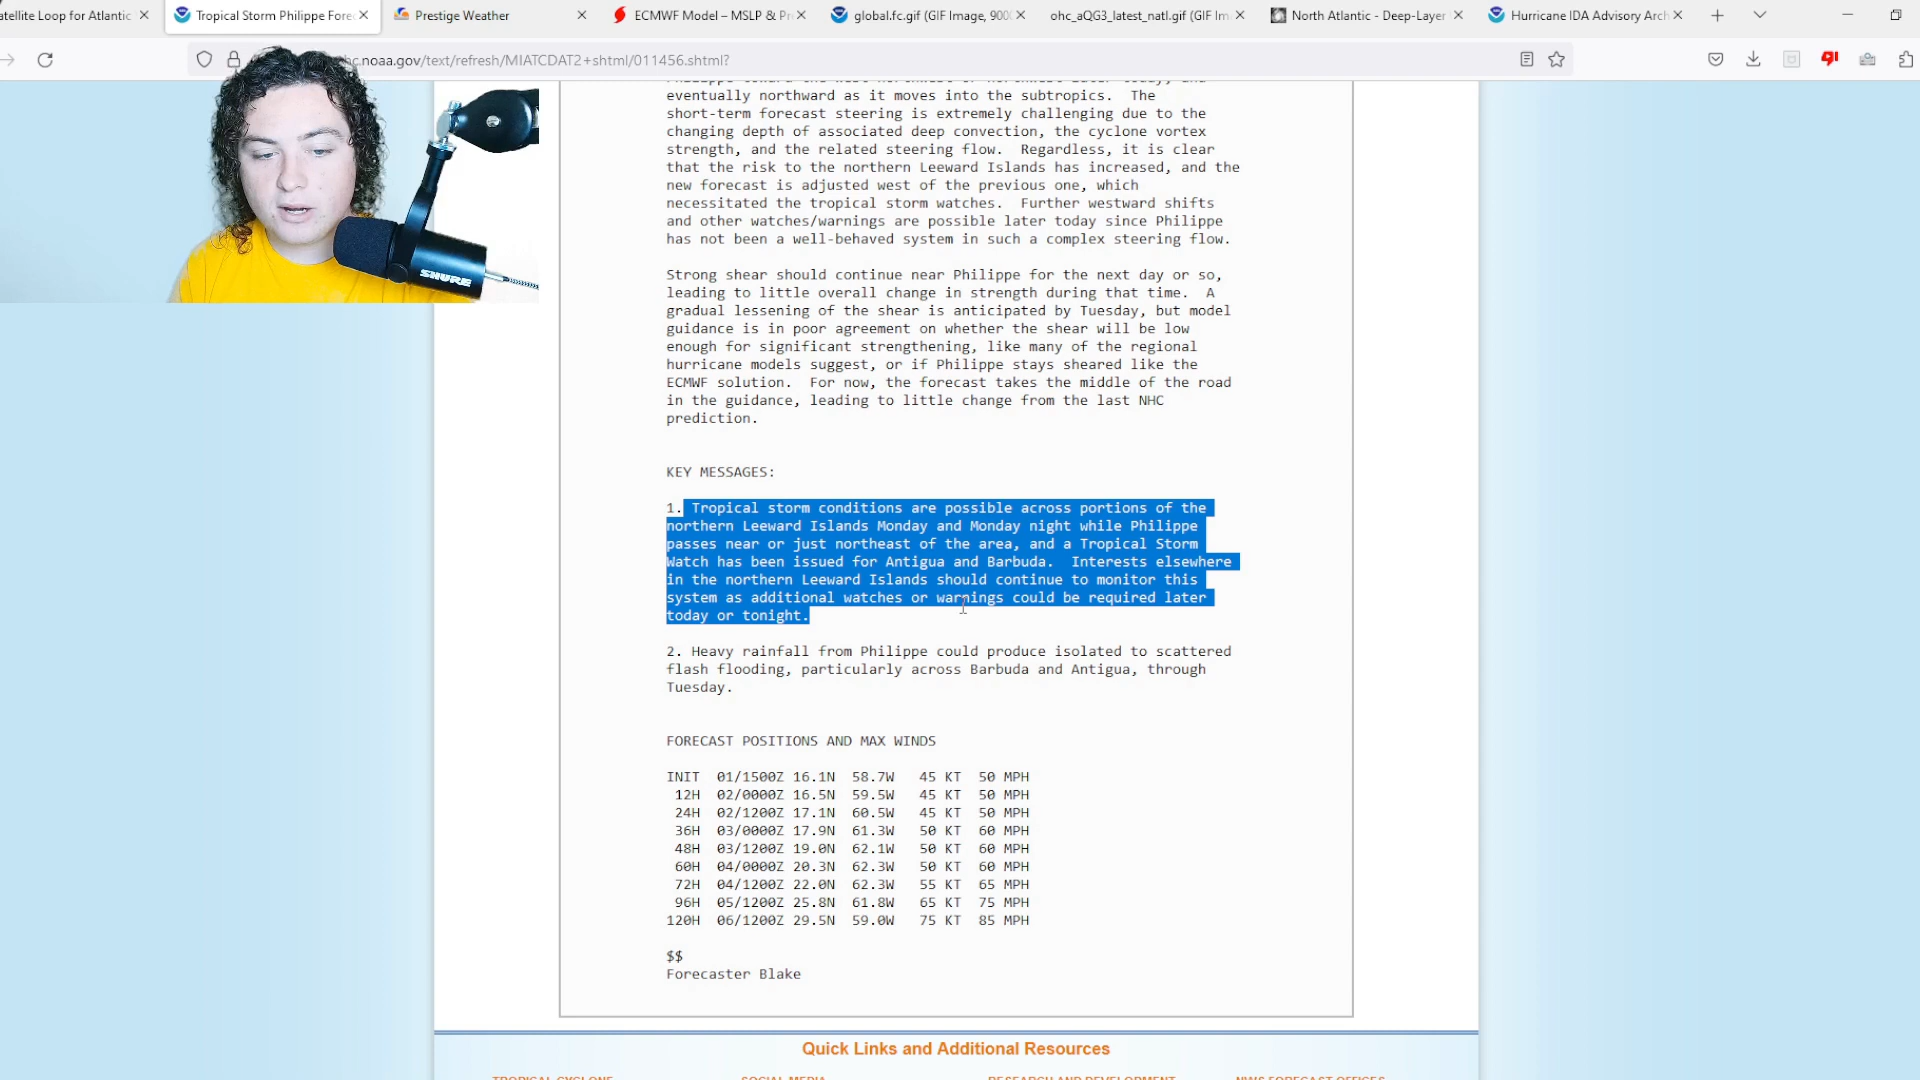 atellite Loop for Atlantic
Tropical Storm Philippe Fore
Prestige Weather
ECMWF Model – MSLP & Pr
global.fc.gif (GIF Image, 900
ohc_aQG3_latest_natl.gif (GIF Im
North Atlantic - Deep-Layer
Hurricane IDA Advisory Arch
hc.noaa.gov/text/refresh/MIATCDAT2+shtml/011456.shtml?
eventually northward as it moves into the subtropics.  The
short-term forecast steering is extremely challenging due to the
changing depth of associated deep convection, the cyclone vortex
strength, and the related steering flow.  Regardless, it is clear
that the risk to the northern Leeward Islands has increased, and the
new forecast is adjusted west of the previous one, which
necessitated the tropical storm watches.  Further westward shifts
and other watches/warnings are possible later today since Philippe
has not been a well-behaved system in such a complex steering flow.
Strong shear should continue near Philippe for the next day or so,
leading to little overall change in strength during that time.  A
gradual lessening of the shear is anticipated by Tuesday, but model
guidance is in poor agreement on whether the shear will be low
enough for significant strengthening, like many of the regional
hurricane models suggest, or if Philippe stays sheared like the
ECMWF solution.  For now, the forecast takes the middle of the road
in the guidance, leading to little change from the last NHC
prediction.
KEY MESSAGES:
1. Tropical storm conditions are possible across portions of the
northern Leeward Islands Monday and Monday night while Philippe
passes near or just northeast of the area, and a Tropical Storm
Watch has been issued for Antigua and Barbuda.  Interests elsewhere
in the northern Leeward Islands should continue to monitor this
system as additional watches or warnings could be required later
today or tonight.
2. Heavy rainfall from Philippe could produce isolated to scattered
flash flooding, particularly across Barbuda and Antigua, through
Tuesday.
FORECAST POSITIONS AND MAX WINDS
INIT  01/1500Z 16.1N  58.7W   45 KT  50 MPH
12H  02/0000Z 16.5N  59.5W   45 KT  50 MPH
24H  02/1200Z 17.1N  60.5W   45 KT  50 MPH
36H  03/0000Z 17.9N  61.3W   50 KT  60 MPH
48H  03/1200Z 19.0N  62.1W   50 KT  60 MPH
60H  04/0000Z 20.3N  62.3W   50 KT  60 MPH
72H  04/1200Z 22.0N  62.3W   55 KT  65 MPH
96H  05/1200Z 25.8N  61.8W   65 KT  75 MPH
120H  06/1200Z 29.5N  59.0W   75 KT  85 MPH
$$
Forecaster Blake
Quick Links and Additional Resources
TROPICAL CYCLONE
SOCIAL MEDIA
RESEARCH AND DEVELOPMENT
NWS FORECAST OFFICES
SHURE